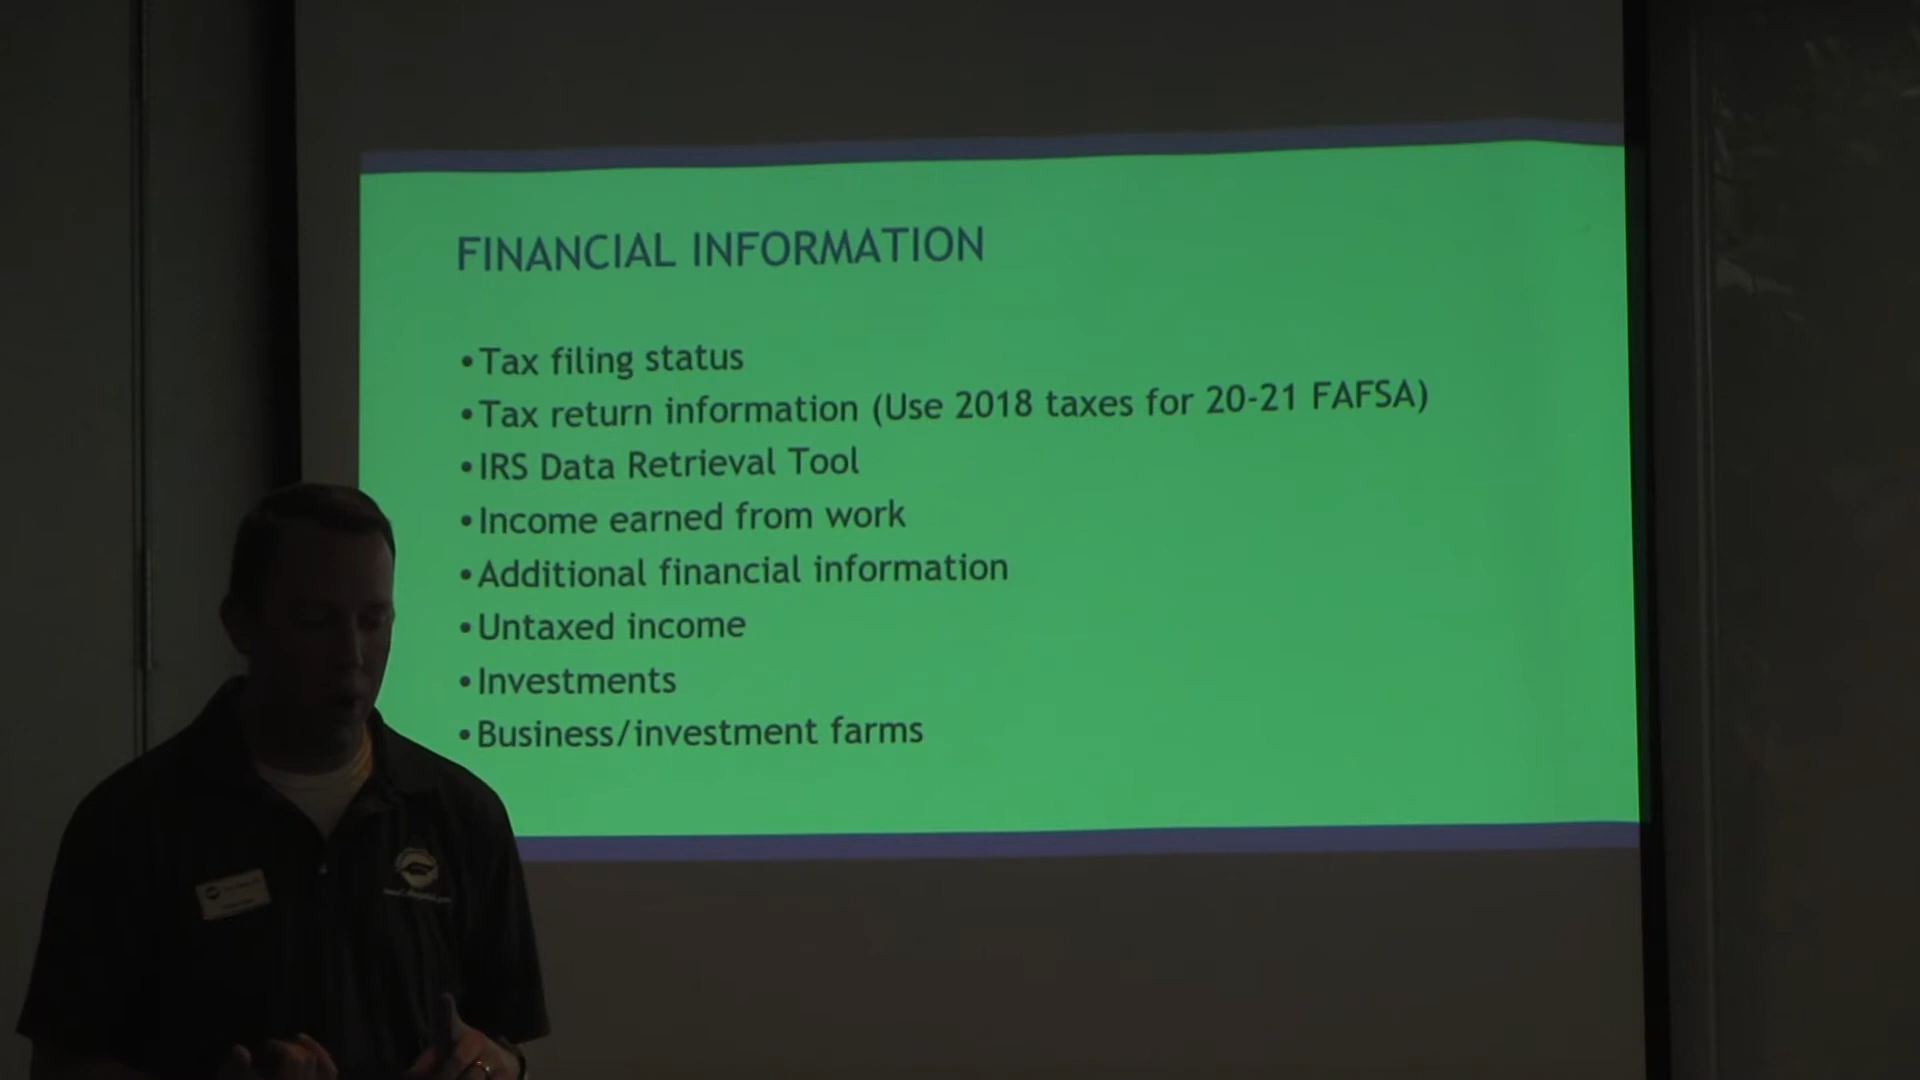 FINANCIAL INFORMATION
•Tax filing status
•Tax return information (Use 2018 taxes for 20-21 FAFSA)
•IRS Data Retrieval Tool
•Income earned from work
•Additional financial information
•Untaxed income
•Investments
•Business/investment farms